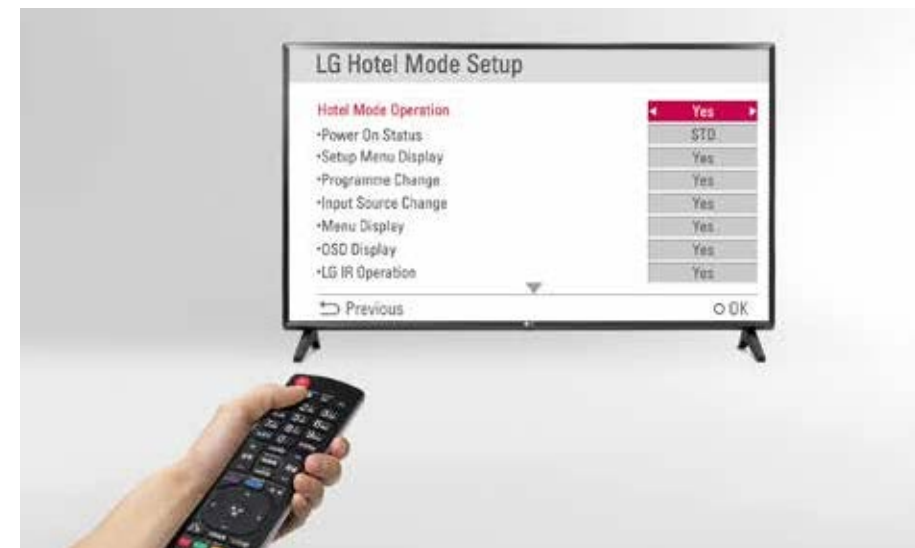 LG Hotel Mode Setup
Hotel Mode Operation Yes
•Power On Status STD
•Setup Menu Display Yes
•Programme Change Yes
•Input Source Change Yes
•Menu Display Yes
•OSD Display Yes
•LG IR Operation Yes
Previous OK